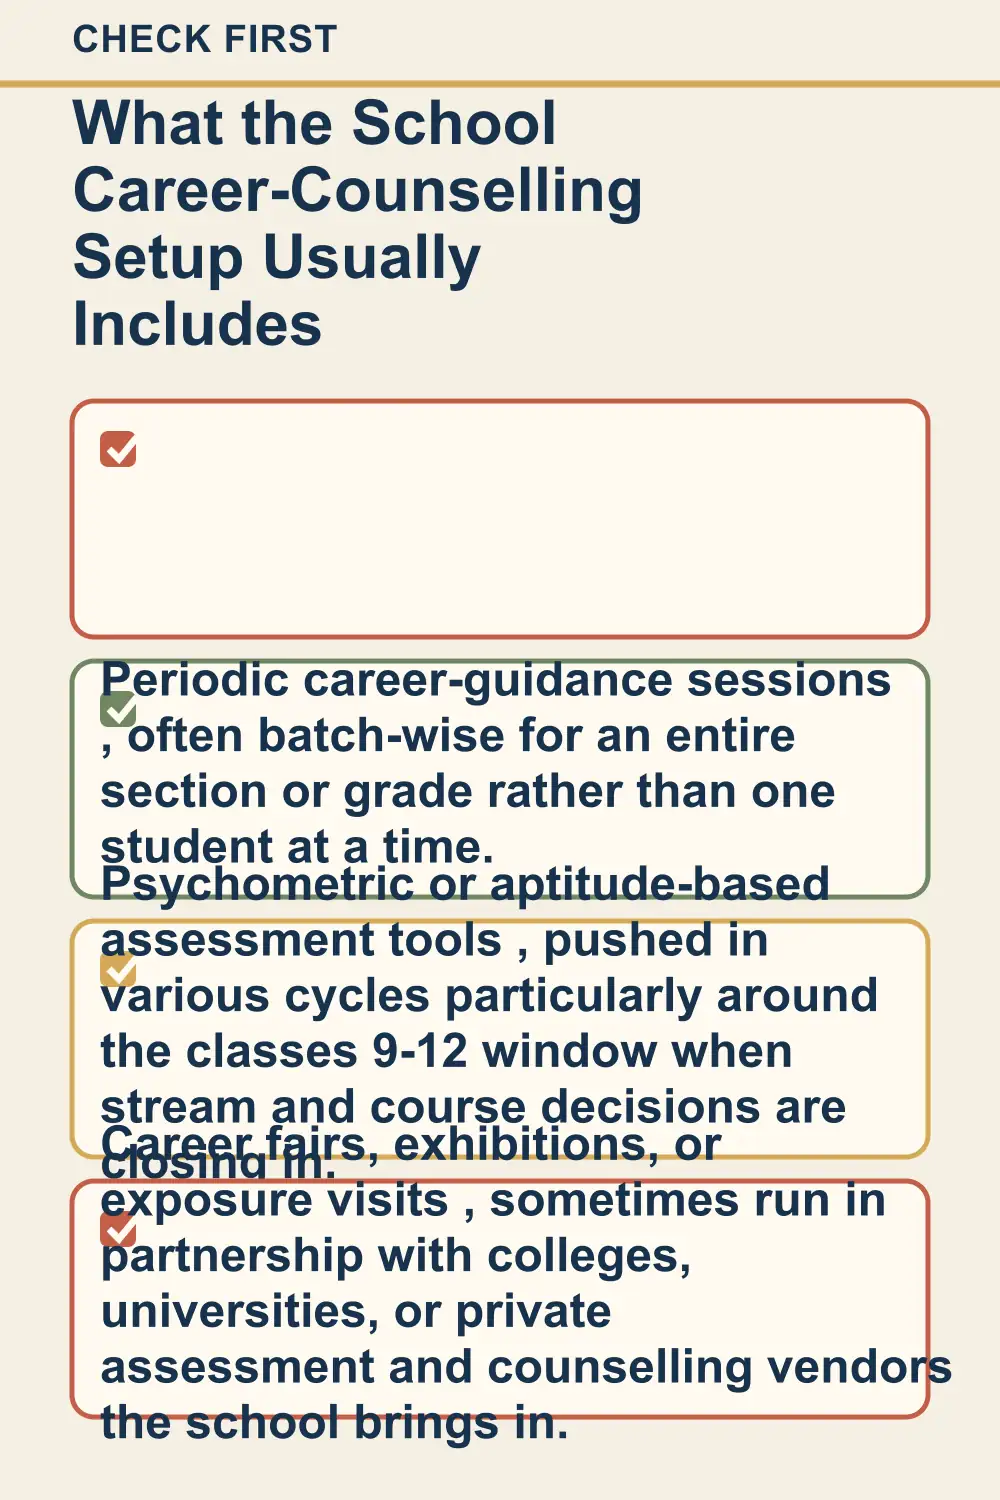 CHECK FIRST
What the School
Career-Counselling
Setup Usually
Includes
Periodic career-guidance sessions
, often batch-wise for an entire
section or grade rather than one
student at a time.
Psychometric or aptitude-based
assessment tools , pushed in
various cycles particularly around
the classes 9-12 window when
stream and course decisions are
closing in.
Career fairs, exhibitions, or
exposure visits , sometimes run in
partnership with colleges,
universities, or private
assessment and counselling vendors
the school brings in.